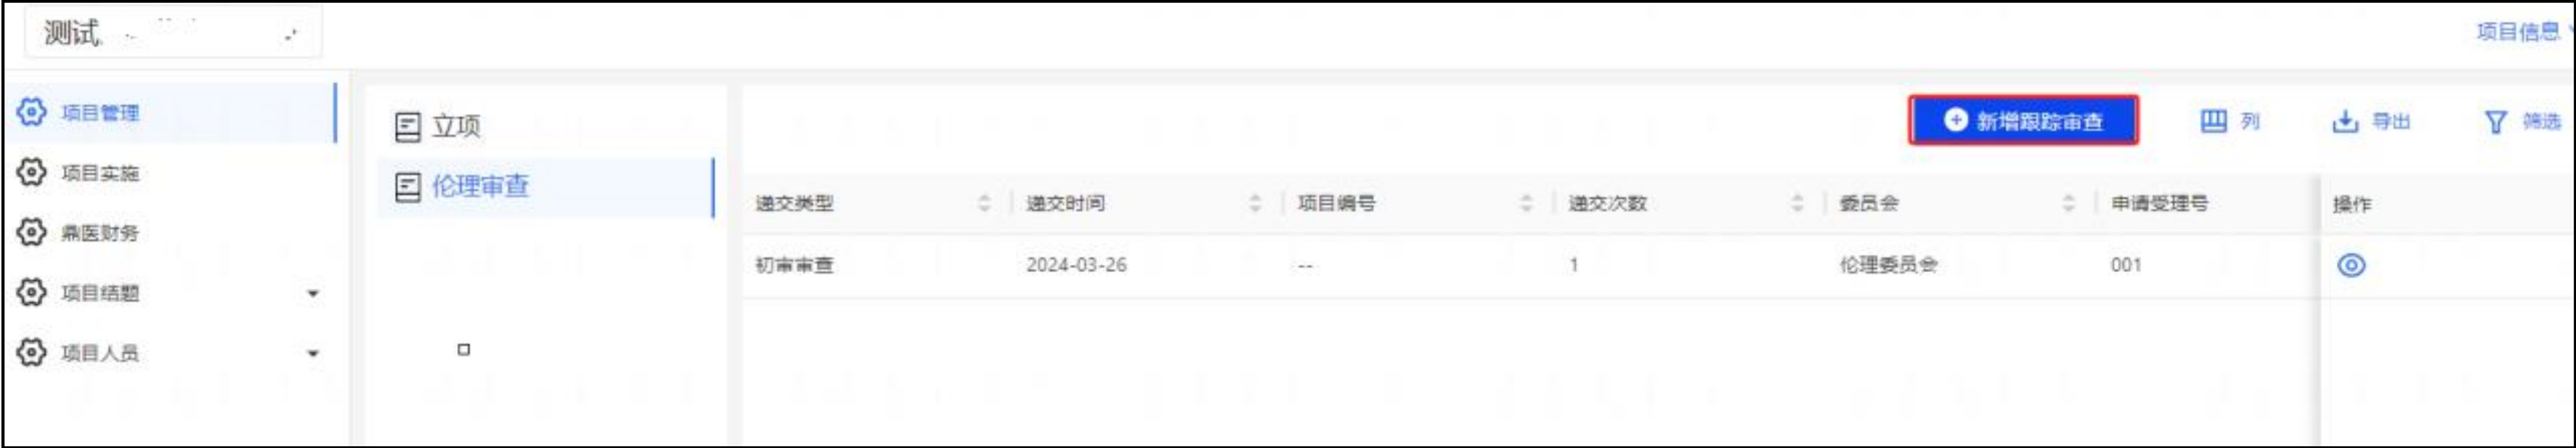 测试
项目信息
项目管理
项目实施
鼎医财务
项目结题
项目人员
立项
伦理审查
新增跟踪审查 列 导出 筛选
递交类型 递交时间 项目编号 递交次数 委员会 申请受理号 操作
初审审查 2024-03-26 -- 1 伦理委员会 001